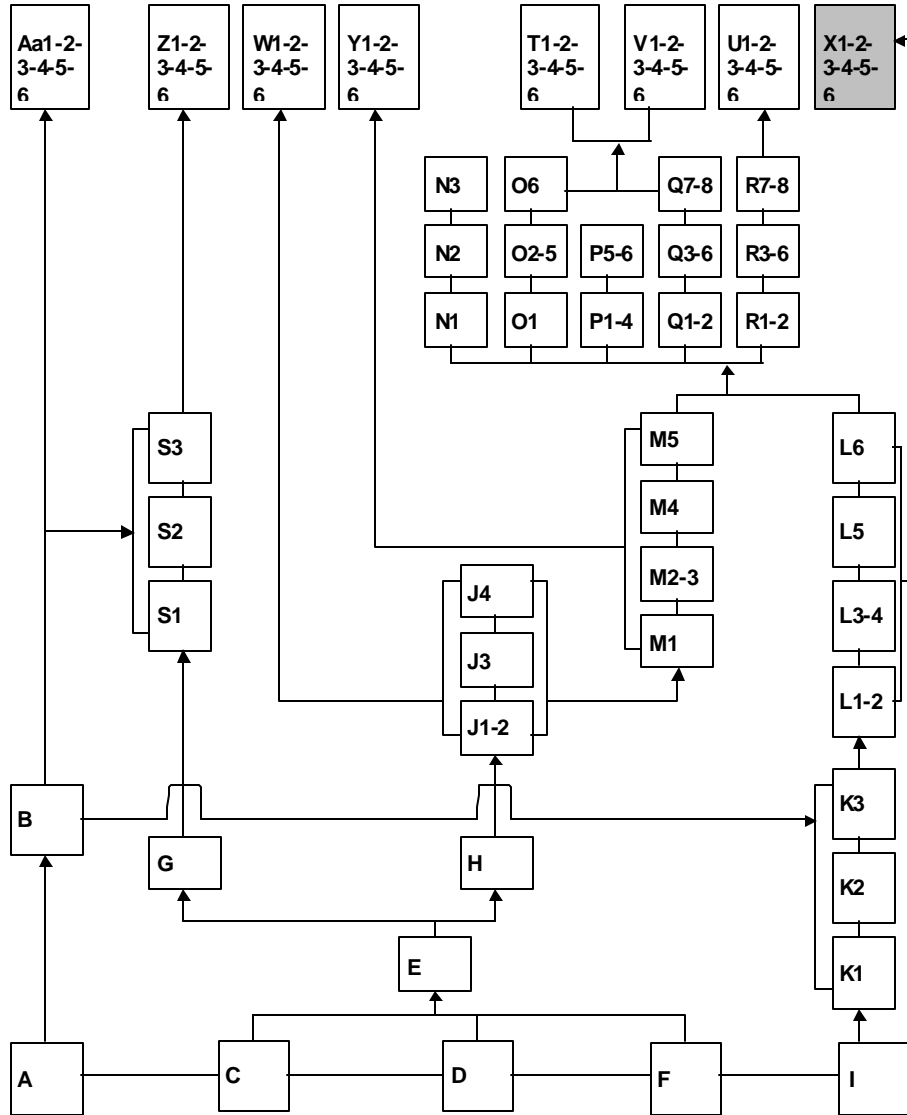 Aa1-2-
3-4-5-
6
Z1-2-
3-4-5-
6
W1-2-
3-4-5-
6
Y1-2-
3-4-5-
6
T1-2-
3-4-5-
6
V1-2-
3-4-5-
6
U1-2-
3-4-5-
6
X1-2-
3-4-5-
6
N3
O6
Q7-8
R7-8
N2
O2-5
P5-6
Q3-6
R3-6
N1
O1
P1-4
Q1-2
R1-2
S3
M5
L6
S2
M4
L5
J4
M2-3
S1
J3
M1
L3-4
J1-2
L1-2
B
K3
G
H
K2
E
K1
A
C
D
F
I